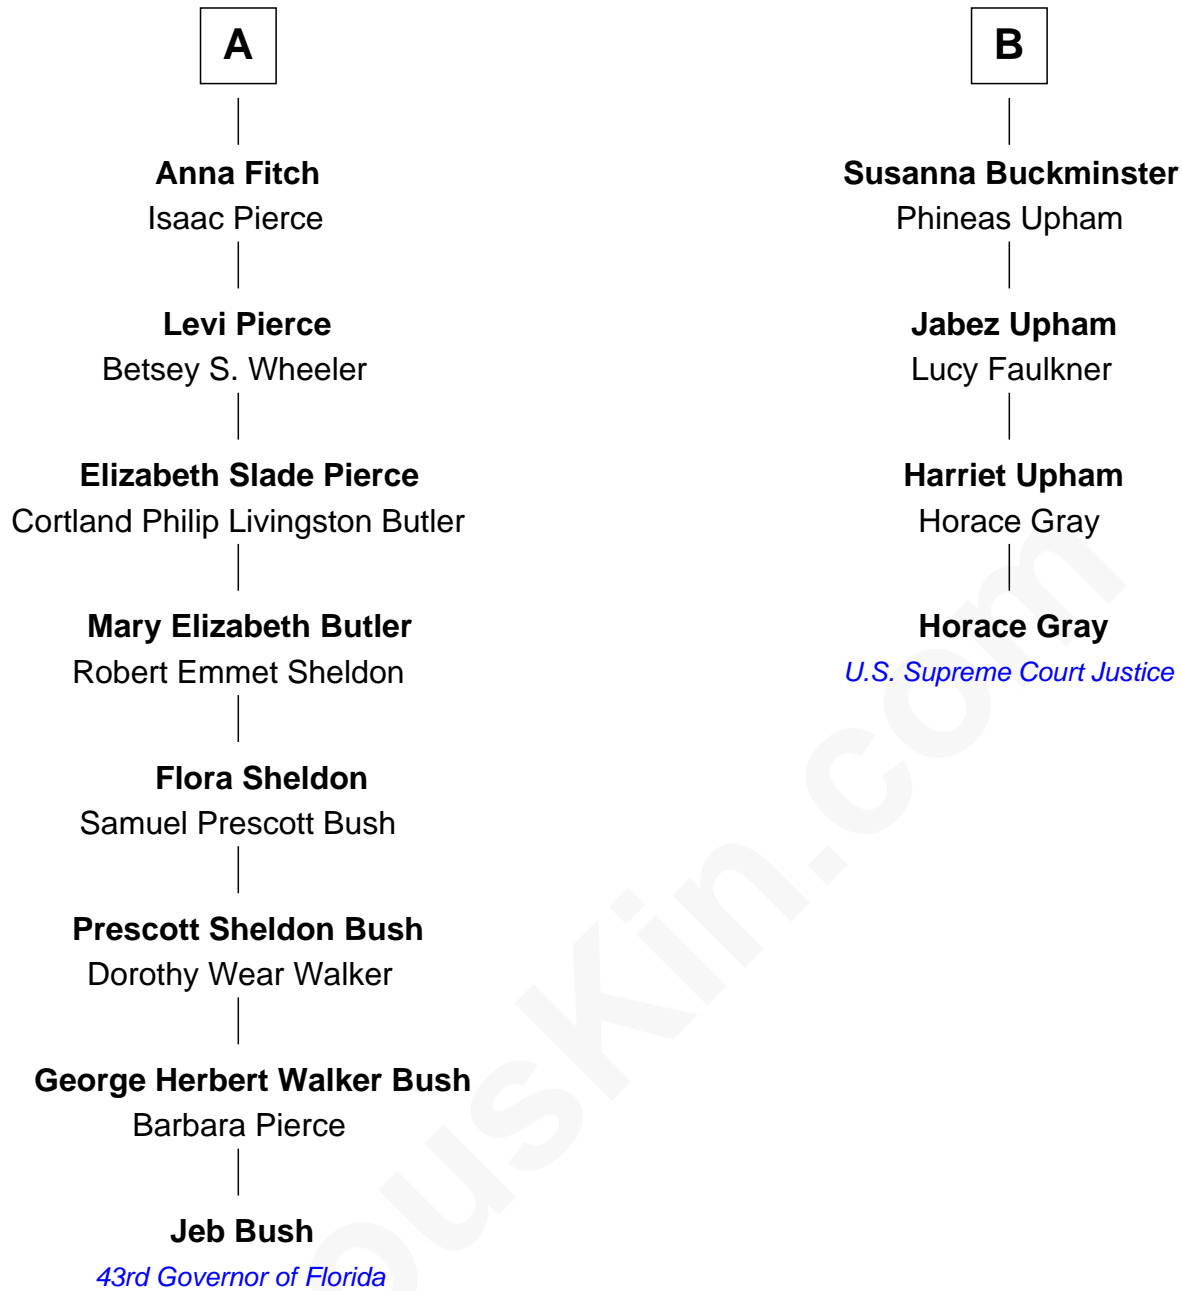 A
Anna Fitch
Isaac Pierce
Levi Pierce
Betsey S. Wheeler
Elizabeth Slade Pierce
Cortland Philip Livingston Butler
Mary Elizabeth Butler
Robert Emmet Sheldon
Flora Sheldon
Samuel Prescott Bush
Prescott Sheldon Bush
Dorothy Wear Walker
George Herbert Walker Bush
Barbara Pierce
Jeb Bush
43rd Governor of Florida
B
Susanna Buckminster
Phineas Upham
Jabez Upham
Lucy Faulkner
Harriet Upham
Horace Gray
Horace Gray
U.S. Supreme Court Justice
ousKin.com